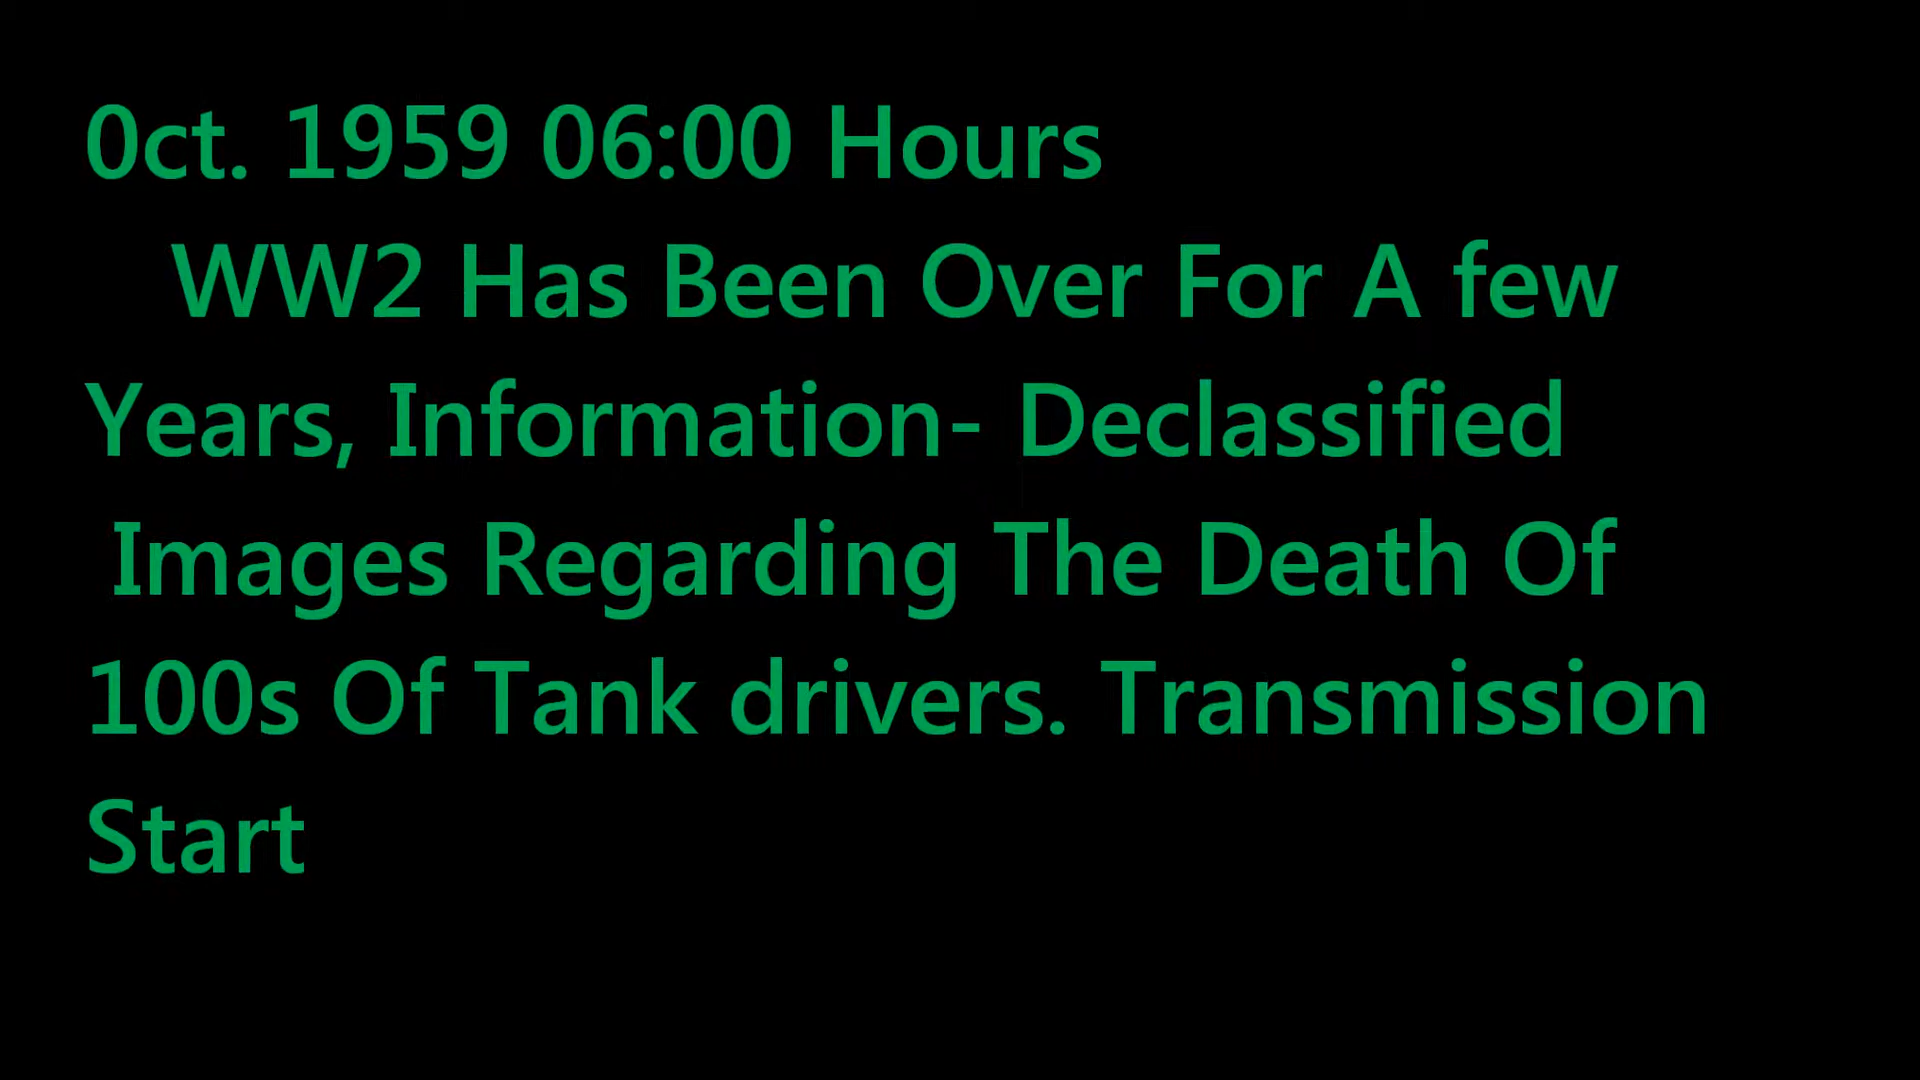 0ct. 1959 06:00 Hours
WW2 Has Been Over For A few
Years, Information- Declassified
Images Regarding The Death Of
100s Of Tank drivers. Transmission
Start